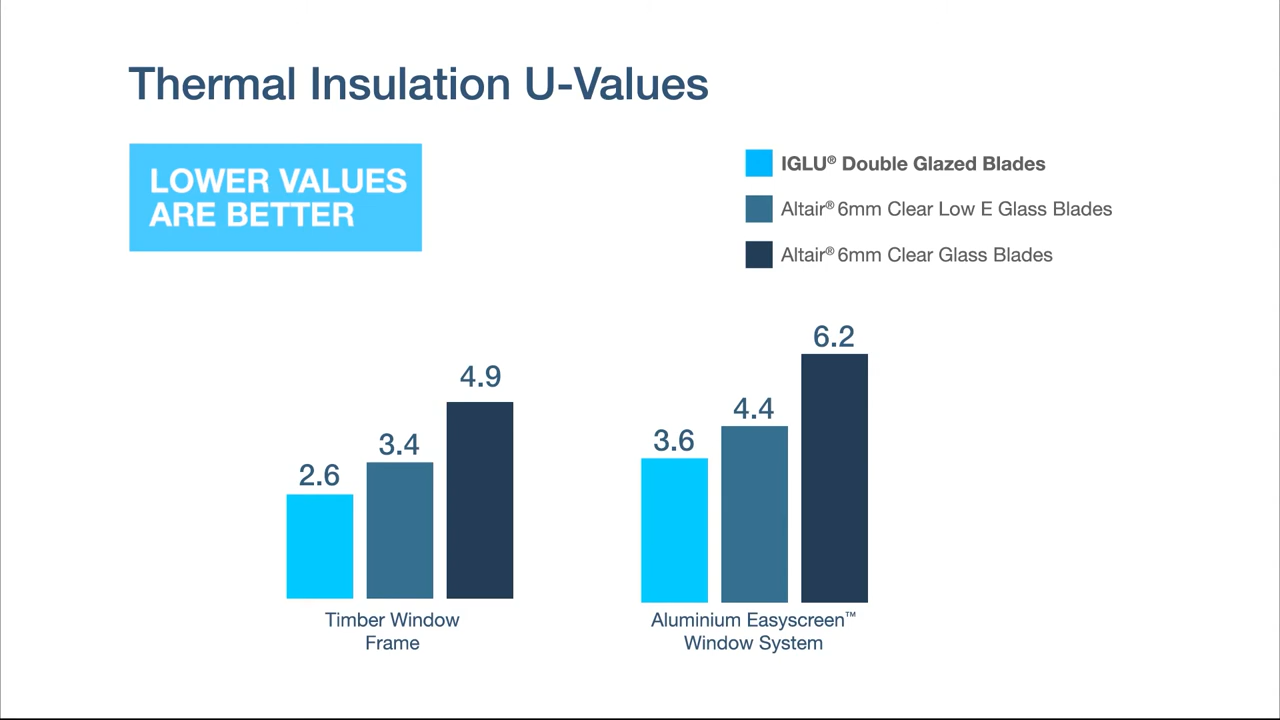 Thermal Insulation U-Values
LOWER VALUES
ARE BETTER
IGLU® Double Glazed Blades
Altair® 6mm Clear Low E Glass Blades
Altair® 6mm Clear Glass Blades
2.6
3.4
4.9
Timber Window
Frame
3.6
4.4
6.2
Aluminium Easyscreen™
Window System